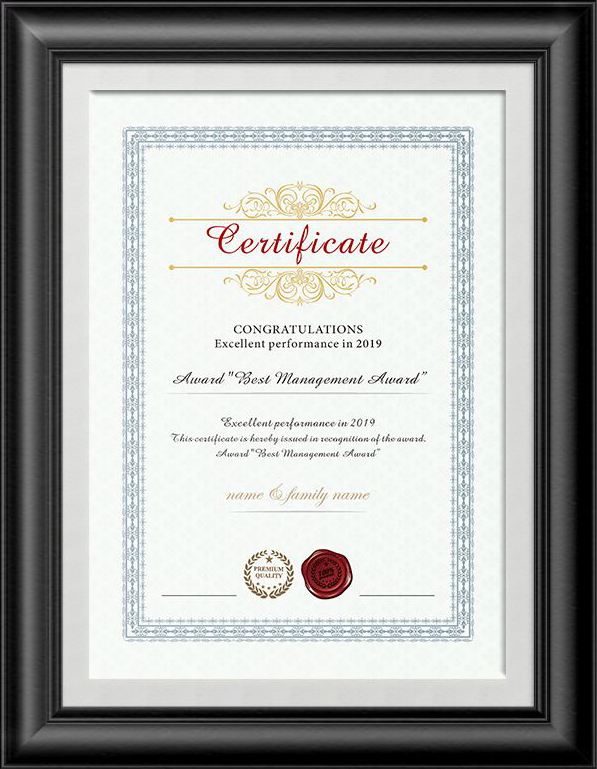 Certificate
CONGRATULATIONS
Excellent performance in 2019
Award "Best Management Award"
Excellent performance in 2019
This certificate is hereby issued in recognition of the award.
Award "Best Management Award"
name & family name
PREMIUM
QUALITY